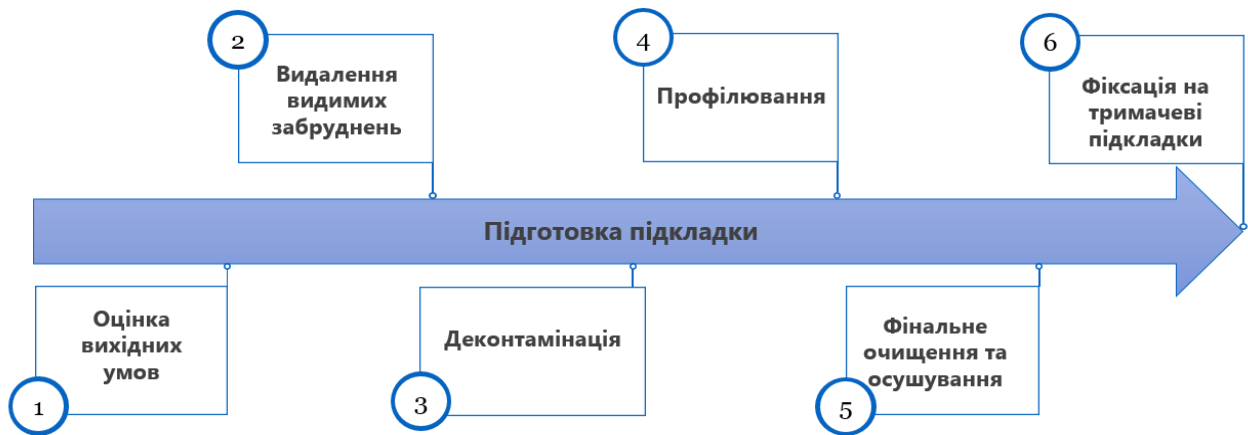 2
Видалення
видимих
забруднень
4
Профілювання
6
Фіксація на
тримачеві
підкладки
Підготовка підкладки
1
Оцінка
вихідних
умов
3
Деконтамінація
5
Фінальне
очищення та
осушування